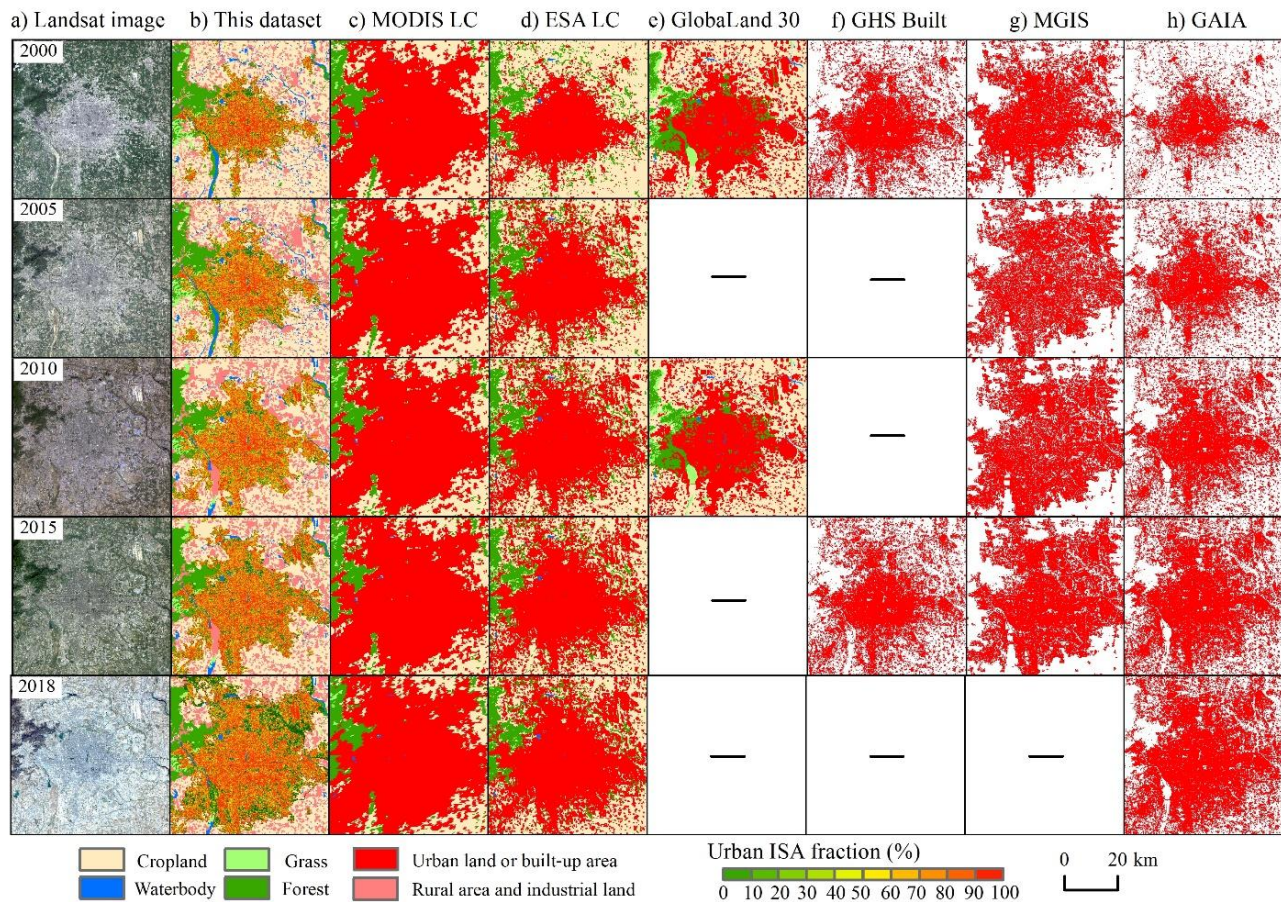 a) Landsat image b) This dataset c) MODIS LC d) ESA LC e) GlobaLand 30 f) GHS Built g) MGIS h) GAIA
2000
2005
2010
2015
2018
Cropland Grass Urban land or built-up area
Waterbody Forest Rural area and industrial land
Urban ISA fraction (%)
0 10 20 30 40 50 60 70 80 90 100
0 20 km